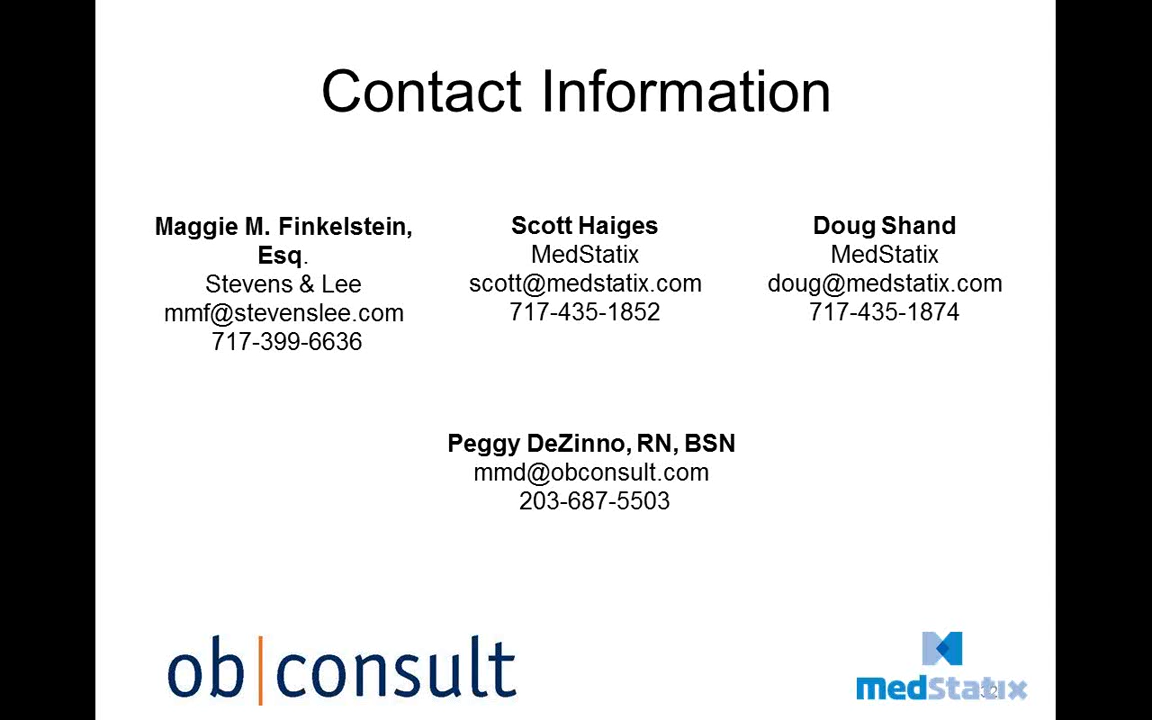 Contact Information
Maggie M. Finkelstein,
Esq.
Stevens & Lee
mmf@stevenslee.com
717-399-6636
Scott Haiges
MedStatix
scott@medstatix.com
717-435-1852
Doug Shand
MedStatix
doug@medstatix.com
717-435-1874
Peggy DeZinno, RN, BSN
mmd@obconsult.com
203-687-5503
ob|consult
medStatix
32